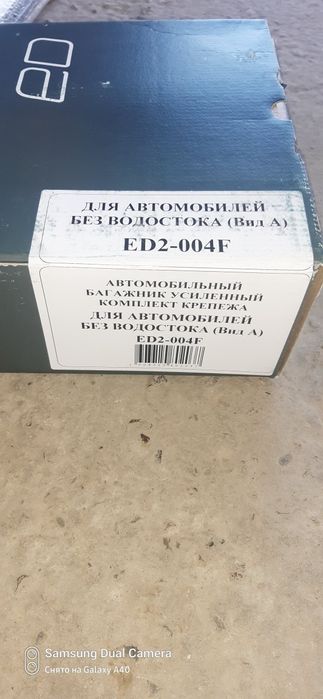 ED
ДЛЯ АВТОМОБИЛЕЙ
БЕЗ ВОДОСТОКА (Вид А)
ED2-004F
АВТОМОБИЛЬНЫЙ
БАГАЖНИК УСИЛЕННЫЙ
КОМПЛЕКТ КРЕПЕЖА
ДЛЯ АВТОМОБИЛЕЙ
БЕЗ ВОДОСТОКА (Вид А)
ED2-004F
Samsung Dual Camera
Снято на Galaxy A40